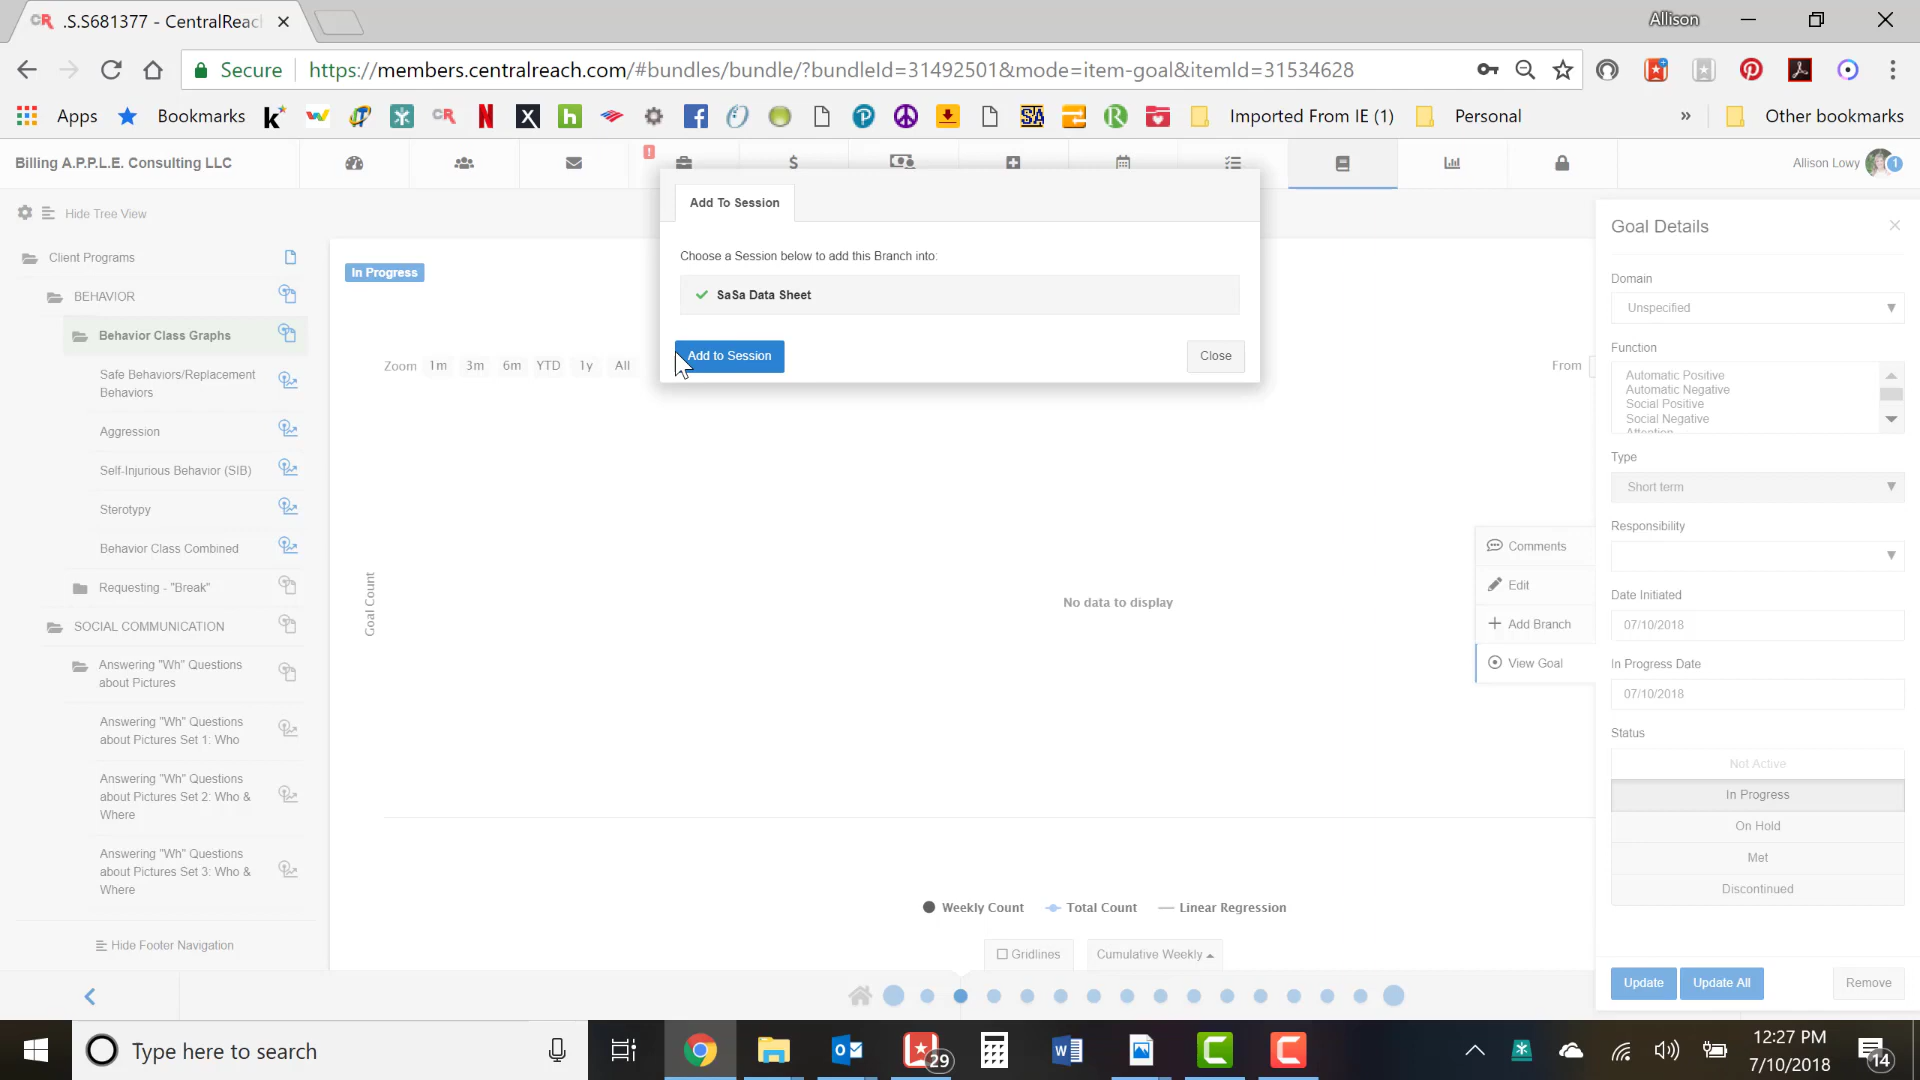 .S.S681377 - CentralReac
Allison
Secure
https://members.centralreach.com/#bundles/bundle/?bundleId=31492501&mode=item-goal&itemId=31534628
Apps
Bookmarks
Imported From IE (1)
Personal
»
Other bookmarks
Billing A.P.P.L.E. Consulting LLC
Allison Lowy
1
Hide Tree View
Client Programs
BEHAVIOR
Behavior Class Graphs
Safe Behaviors/Replacement
Behaviors
Aggression
Self-Injurious Behavior (SIB)
Sterotypy
Behavior Class Combined
Requesting - "Break"
SOCIAL COMMUNICATION
Answering "Wh" Questions
about Pictures
Answering "Wh" Questions
about Pictures Set 1: Who
Answering "Wh" Questions
about Pictures Set 2: Who &
Where
Answering "Wh" Questions
about Pictures Set 3: Who &
Where
Hide Footer Navigation
In Progress
Zoom 1m 3m 6m YTD 1y All
From
Goal Count
No data to display
Weekly Count
Total Count
Linear Regression
Gridlines
Cumulative Weekly
Add To Session
Choose a Session below to add this Branch into:
SaSa Data Sheet
Add to Session
Close
Comments
Edit
Add Branch
View Goal
Goal Details
Domain
Unspecified
Function
Automatic Positive
Automatic Negative
Social Positive
Social Negative
Attention
Type
Short term
Responsibility
Date Initiated
07/10/2018
In Progress Date
07/10/2018
Status
Not Active
In Progress
On Hold
Met
Discontinued
Update
Update All
Remove
Type here to search
29
12:27 PM
7/10/2018
14